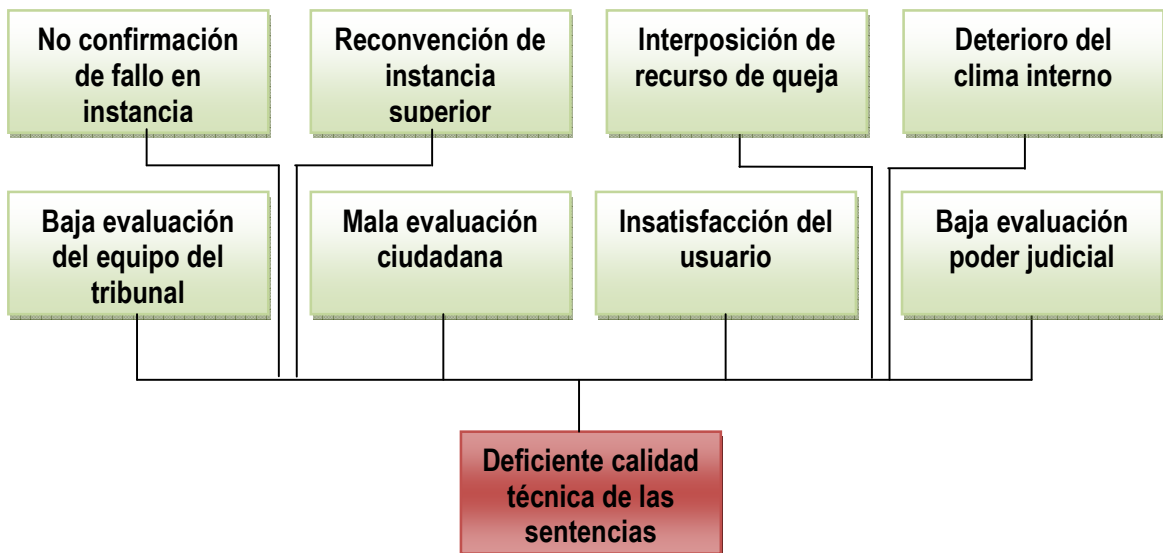 No confirmación
de fallo en
instancia
Reconvención de
instancia
superior
Interposición de
recurso de queja
Deterioro del
clima interno
Baja evaluación
del equipo del
tribunal
Mala evaluación
ciudadana
Insatisfacción del
usuario
Baja evaluación
poder judicial
Deficiente calidad
técnica de las
sentencias